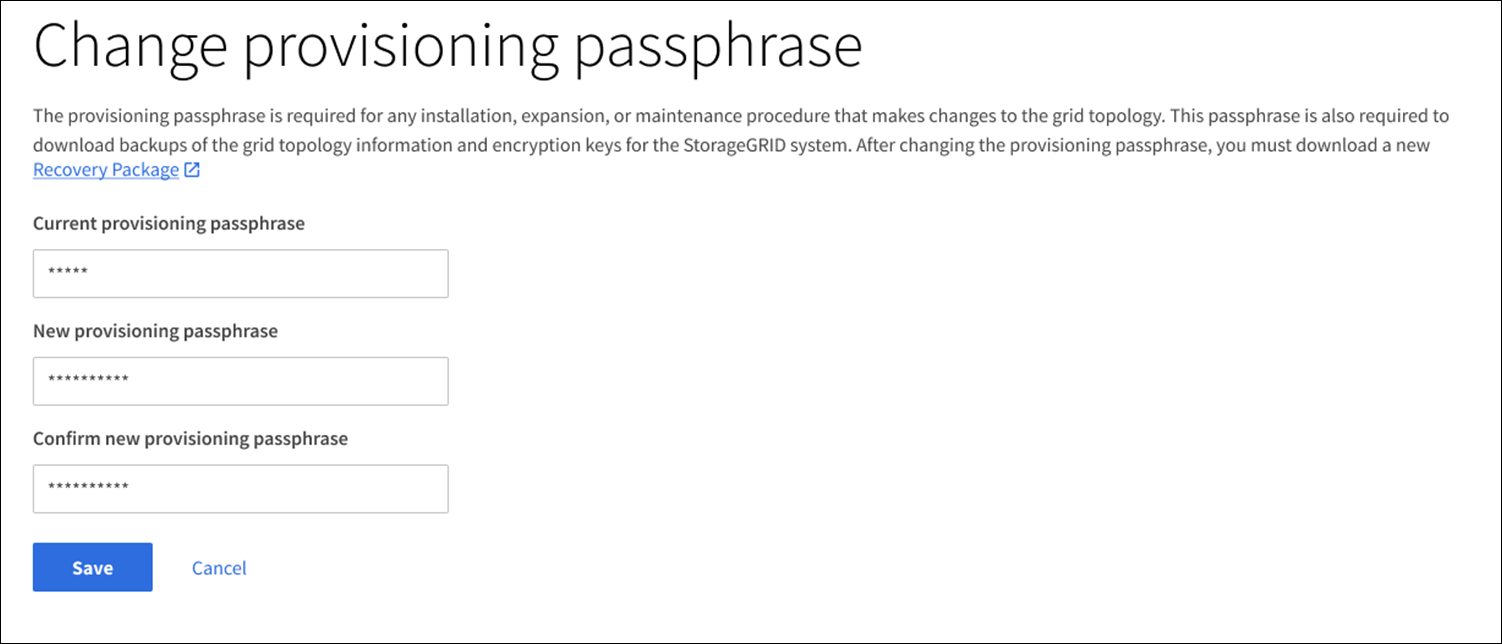 Change provisioning passphrase
The provisioning passphrase is required for any installation, expansion, or maintenance procedure that makes changes to the grid topology. This passphrase is also required to
download backups of the grid topology information and encryption keys for the StorageGRID system. After changing the provisioning passphrase, you must download a new
Recovery Package
Current provisioning passphrase
*****
New provisioning passphrase
**********
Confirm new provisioning passphrase
**********
Save Cancel